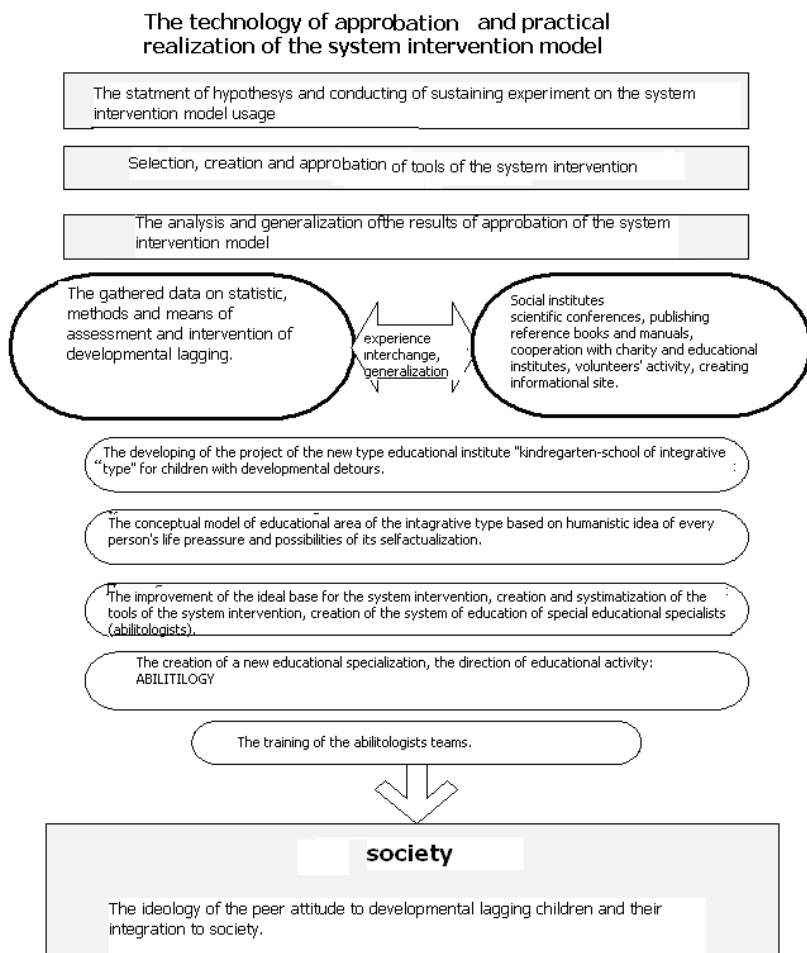 The technology of approbation and practical
realization of the system intervention model
The statment of hypothesys and conducting of sustaining experiment on the system
intervention model usage
Selection, creation and approbation of tools of the system intervention
The analysis and generalization ofthe results of approbation of the system
intervention model
The gathered data on statistic,
methods and means of
assessment and intervention of
developmental lagging.
experience
interchange,
generalization
Social institutes
scientific conferences, publishing
reference books and manuals,
cooperation with charity and educational
institutes, volunteers' activity, creating
informational site.
The developing of the project of the new type educational institute "kindregarten-school of integrative
"type" for children with developmental detours.
The conceptual model of educational area of the intagrative type based on humanistic idea of every
person's life preassure and possibilities of its selfactualization.
The improvement of the ideal base for the system intervention, creation and systimatization of the
tools of the system intervention, creation of the system of education of special educational specialists
(abilitologists).
The creation of a new educational specialization, the direction of educational activity:
ABILITILOGY
The training of the abilitologists teams.
society
The ideology of the peer attitude to developmental lagging children and their
integration to society.